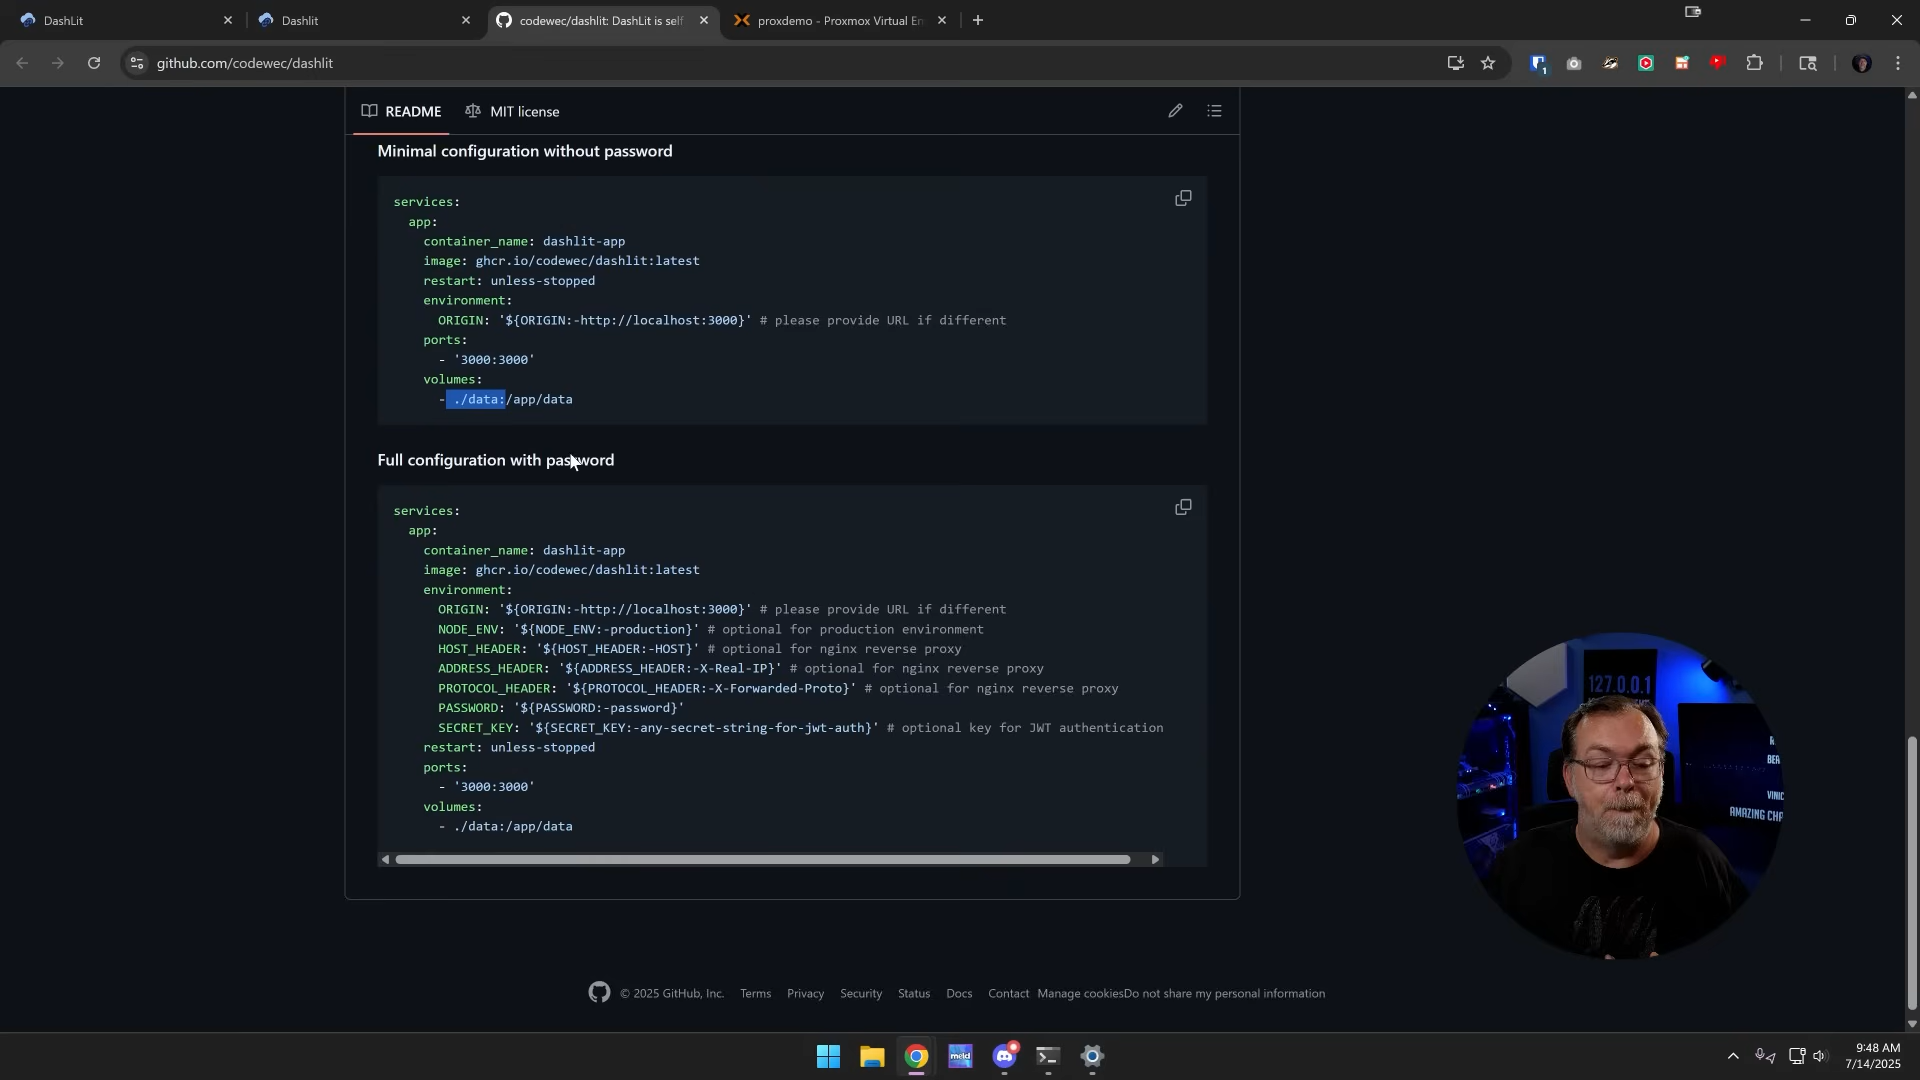 DashLit
Dashlit
codewec/dashlit: DashLit is self
proxdemo - Proxmox Virtual En
github.com/codewec/dashlit
1
README
MIT license
Minimal configuration without password
services:
app:
container_name: dashlit-app
image: ghcr.io/codewec/dashlit:latest
restart: unless-stopped
environment:
ORIGIN: '${ORIGIN:-http://localhost:3000}' # please provide URL if different
ports:
- '3000:3000'
volumes:
- ./data:/app/data
Full configuration with password
services:
app:
container_name: dashlit-app
image: ghcr.io/codewec/dashlit:latest
environment:
ORIGIN: '${ORIGIN:-http://localhost:3000}' # please provide URL if different
NODE_ENV: '${NODE_ENV:-production}' # optional for production environment
HOST_HEADER: '${HOST_HEADER:-HOST}' # optional for nginx reverse proxy
ADDRESS_HEADER: '${ADDRESS_HEADER:-X-Real-IP}' # optional for nginx reverse proxy
PROTOCOL_HEADER: '${PROTOCOL_HEADER:-X-Forwarded-Proto}' # optional for nginx reverse proxy
PASSWORD: '${PASSWORD:-password}'
SECRET_KEY: '${SECRET_KEY:-any-secret-string-for-jwt-auth}' # optional key for JWT authentication
restart: unless-stopped
ports:
- '3000:3000'
volumes:
- ./data:/app/data
127.0.0.1
BEA
VINIC
AMAZING CHA
© 2025 GitHub, Inc.
Terms
Privacy
Security
Status
Docs
Contact
Manage cookies
Do not share my personal information
meld
9:48 AM
7/14/2025